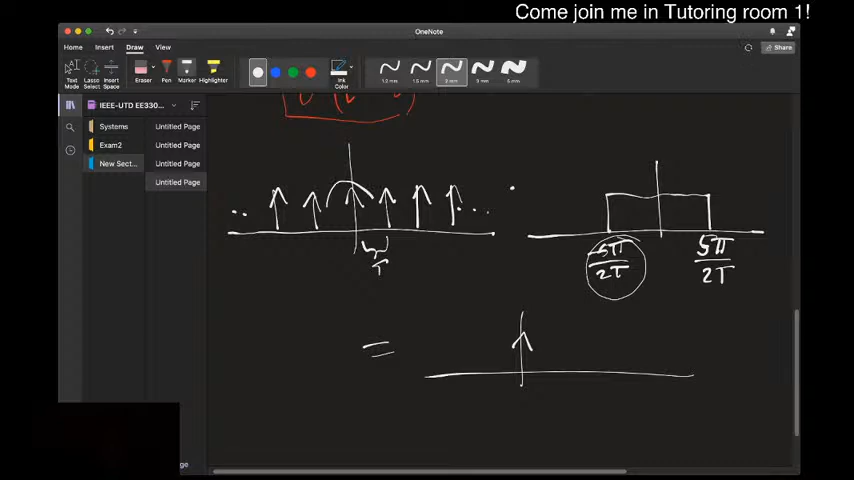 Come join me in Tutoring room 1!
OneNote
Home Insert Draw View
Share
Text Mode
Lasso Select
Insert Space
Eraser
Pen
Marker
Highlighter
Ink Color
IEEE-UTD EE330...
Systems
Untitled Page
Exam2
Untitled Page
New Sect...
Untitled Page
Untitled Page
-5π/2T
5π/2T
T
=